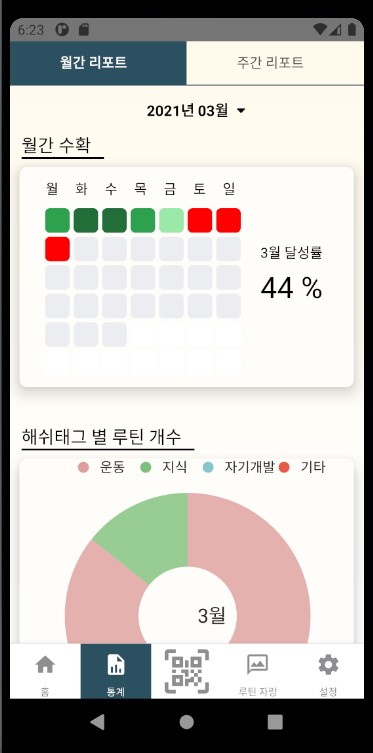 6:23
월간 리포트 주간 리포트
2021년 03월
월간 수확
월 화 수 목 금 토 일
3월 달성률
44 %
해쉬태그 별 루틴 개수
운동 지식 자기개발 기타
3월
홈 통계 루틴 자랑 설정